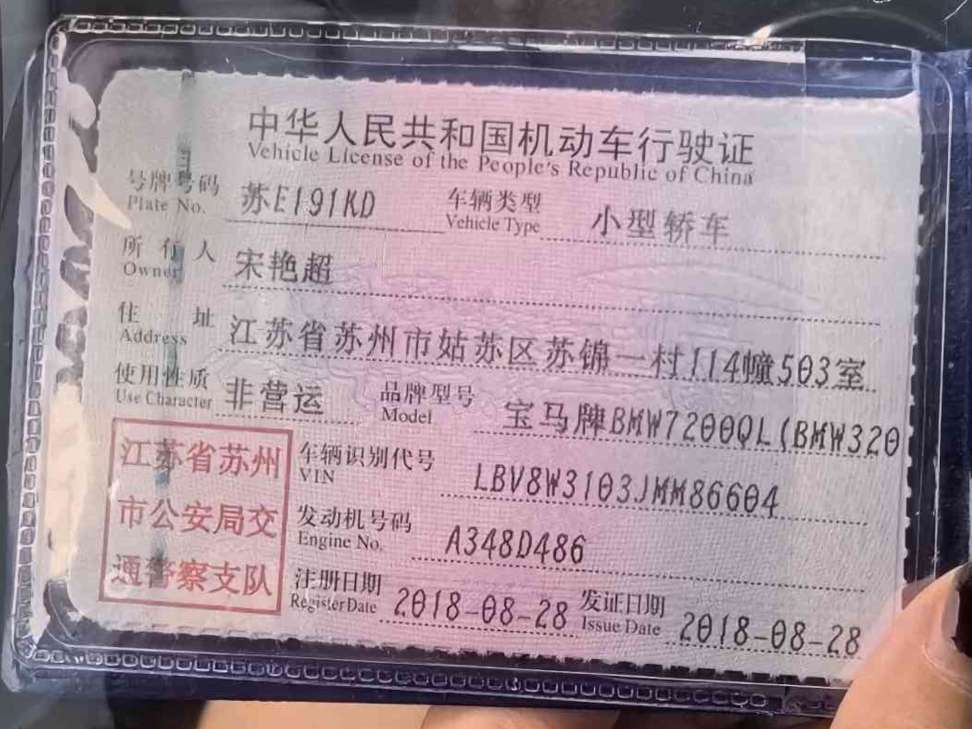 中华人民共和国机动车行驶证
Vehicle License of the People's Republic of China
号牌号码 苏E191KD 车辆类型 小型轿车
Plate No. Vehicle Type
所有人 宋艳超
Owner
住址 江苏省苏州市姑苏区苏锦一村114幢503室
Address
使用性质 非营运 品牌型号 宝马牌BMW7200QL(BMW320
Use Character Model
江苏省苏州 车辆识别代号 LBV8W3103JMM86604
VIN
市公安局交 发动机号码 A348D486
Engine No.
通警察支队 注册日期 2018-08-28 发证日期 2018-08-28
Register Date Issue Date